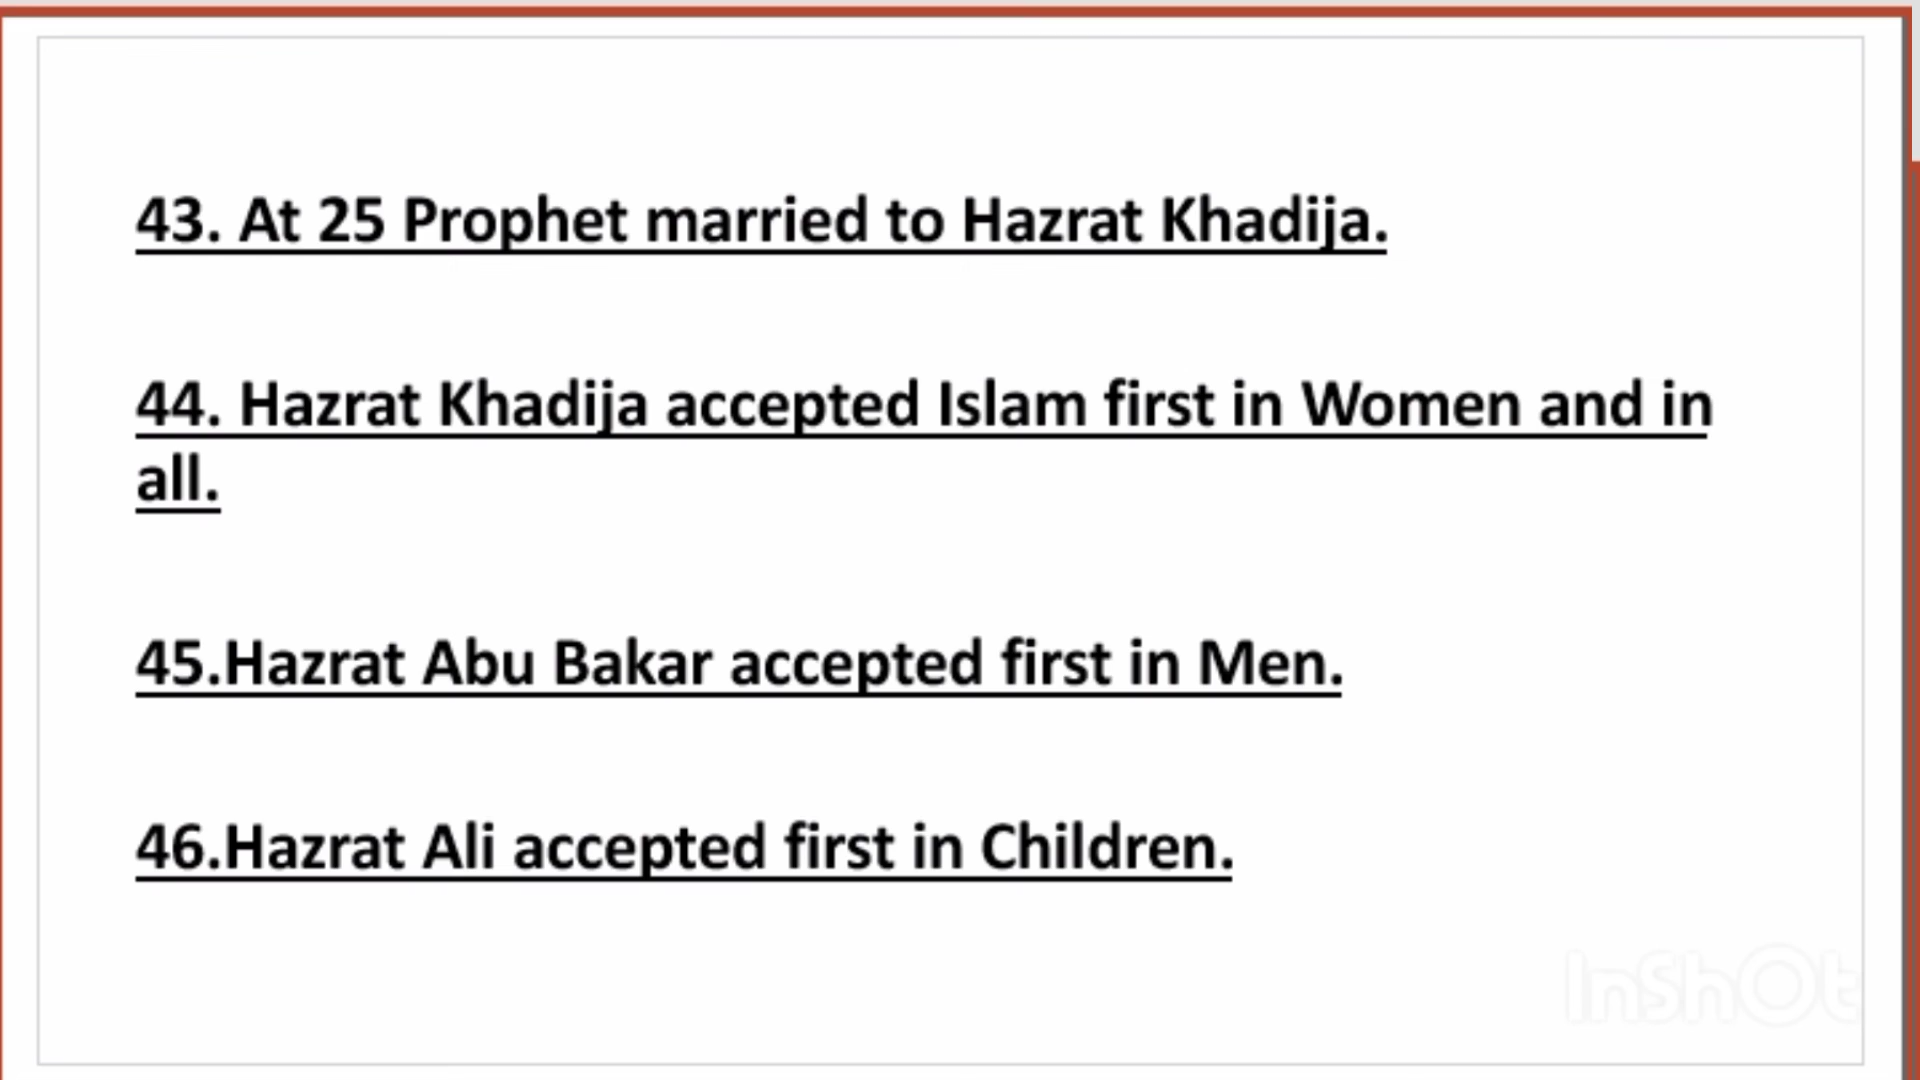 43. At 25 Prophet married to Hazrat Khadija.
44. Hazrat Khadija accepted Islam first in Women and in
all.
45.Hazrat Abu Bakar accepted first in Men.
46.Hazrat Ali accepted first in Children.
InShOt